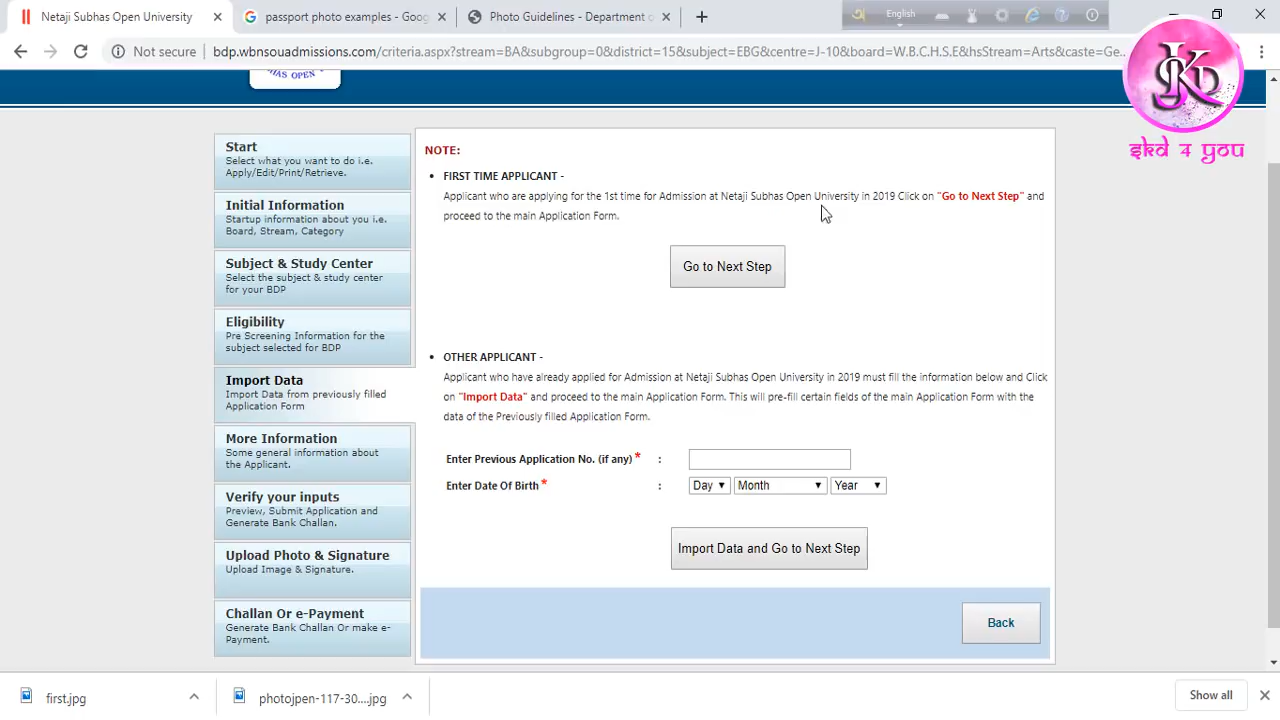 Netaji Subhas Open University
passport photo examples - Goog
Photo Guidelines - Department o
English
Not secure
bdp.wbnsouadmissions.com/criteria.aspx?stream=BA&subgroup=0&district=15&subject=EBG&centre=J-10&board=W.B.C.H.S.E&hsStream=Arts&caste=Ge...
HAS OPEN
SKD
SKD 4 YOU
Start
Select what you want to do i.e.
Apply/Edit/Print/Retrieve.
Initial Information
Startup information about you i.e.
Board, Stream, Category
Subject & Study Center
Select the subject & study center
for your BDP
Eligibility
Pre Screening Information for the
subject selected for BDP
Import Data
Import Data from previously filled
Application Form
More Information
Some general information about
the Applicant.
Verify your inputs
Preview, Submit Application and
Generate Bank Challan.
Upload Photo & Signature
Upload Image & Signature.
Challan Or e-Payment
Generate Bank Challan Or make e-
Payment.
NOTE:
FIRST TIME APPLICANT -
Applicant who are applying for the 1st time for Admission at Netaji Subhas Open University in 2019 Click on "Go to Next Step" and
proceed to the main Application Form.
Go to Next Step
OTHER APPLICANT -
Applicant who have already applied for Admission at Netaji Subhas Open University in 2019 must fill the information below and Click
on "Import Data" and proceed to the main Application Form. This will pre-fill certain fields of the main Application Form with the
data of the Previously filled Application Form.
Enter Previous Application No. (if any) * :
Enter Date Of Birth * : Day Month Year
Import Data and Go to Next Step
Back
first.jpg
photojpen-117-30....jpg
Show all